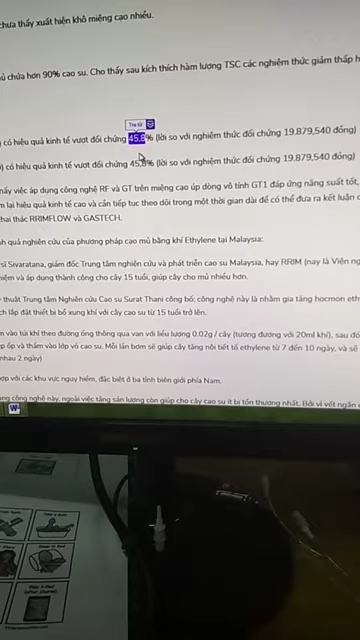 chưa thấy xuất hiện khô miệng cao nhiều.
ủ chứa hơn 90% cao su. Cho thấy sau kích thích hàm lượng TSC các nghiệm thức giảm thấp h
Tra từ
) có hiệu quả kinh tế vượt đối chứng 45,8% (lời so với nghiệm thức đối chứng 19.879,540 đồng)
) có hiệu quả kinh tế vượt đối chứng 45,8% (lời so với nghiệm thức đối chứng 19.879,540 đồng)
thấy việc áp dụng công nghệ RF và GT trên miệng cao úp dòng vô tính GT1 đáp ứng năng suất tốt,
m lại hiệu quả kinh tế cao và cần tiếp tục theo dõi trong một thời gian dài để có thể đưa ra kết luận c
hai thác RRIMFLOW và GASTECH.
h quả nghiên cứu của phương pháp cạo mủ bằng khí Ethylene tại Malaysia:
sĩ Sivaratana, giám đốc Trung tâm nghiên cứu và phát triển cao su Malaysia, hay RRIM (nay là Viện ng
iệm và áp dụng thành công cho cây 15 tuổi, giúp cây cho mủ nhiều hơn.
thuật Trung tâm Nghiên cứu Cao su Surat Thani công bố; công nghệ này là nhằm gia tăng hocmon eth
ch lắp đặt thiết bị bổ xung khí với cây cao su từ 15 tuổi trở lên.
m vào túi khí theo đường ống thông qua van với liều lượng 0.02g / cây (tương đương với 20ml khí), sau đó
p ốp và thấm vào lớp vỏ cao su. Mỗi lần bơm sẽ giúp cây tăng nội tiết tố ethylene từ 7 đến 10 ngày, và sẽ
nhau 2 ngày)
ợp với các khu vực nguy hiểm, đặc biệt ở ba tỉnh biên giới phía Nam.
ng công nghệ này, ngoài việc tăng sản lượng còn giúp cho cây cao su ít bị tổn thương nhất. Bởi vì vết ngắn
W